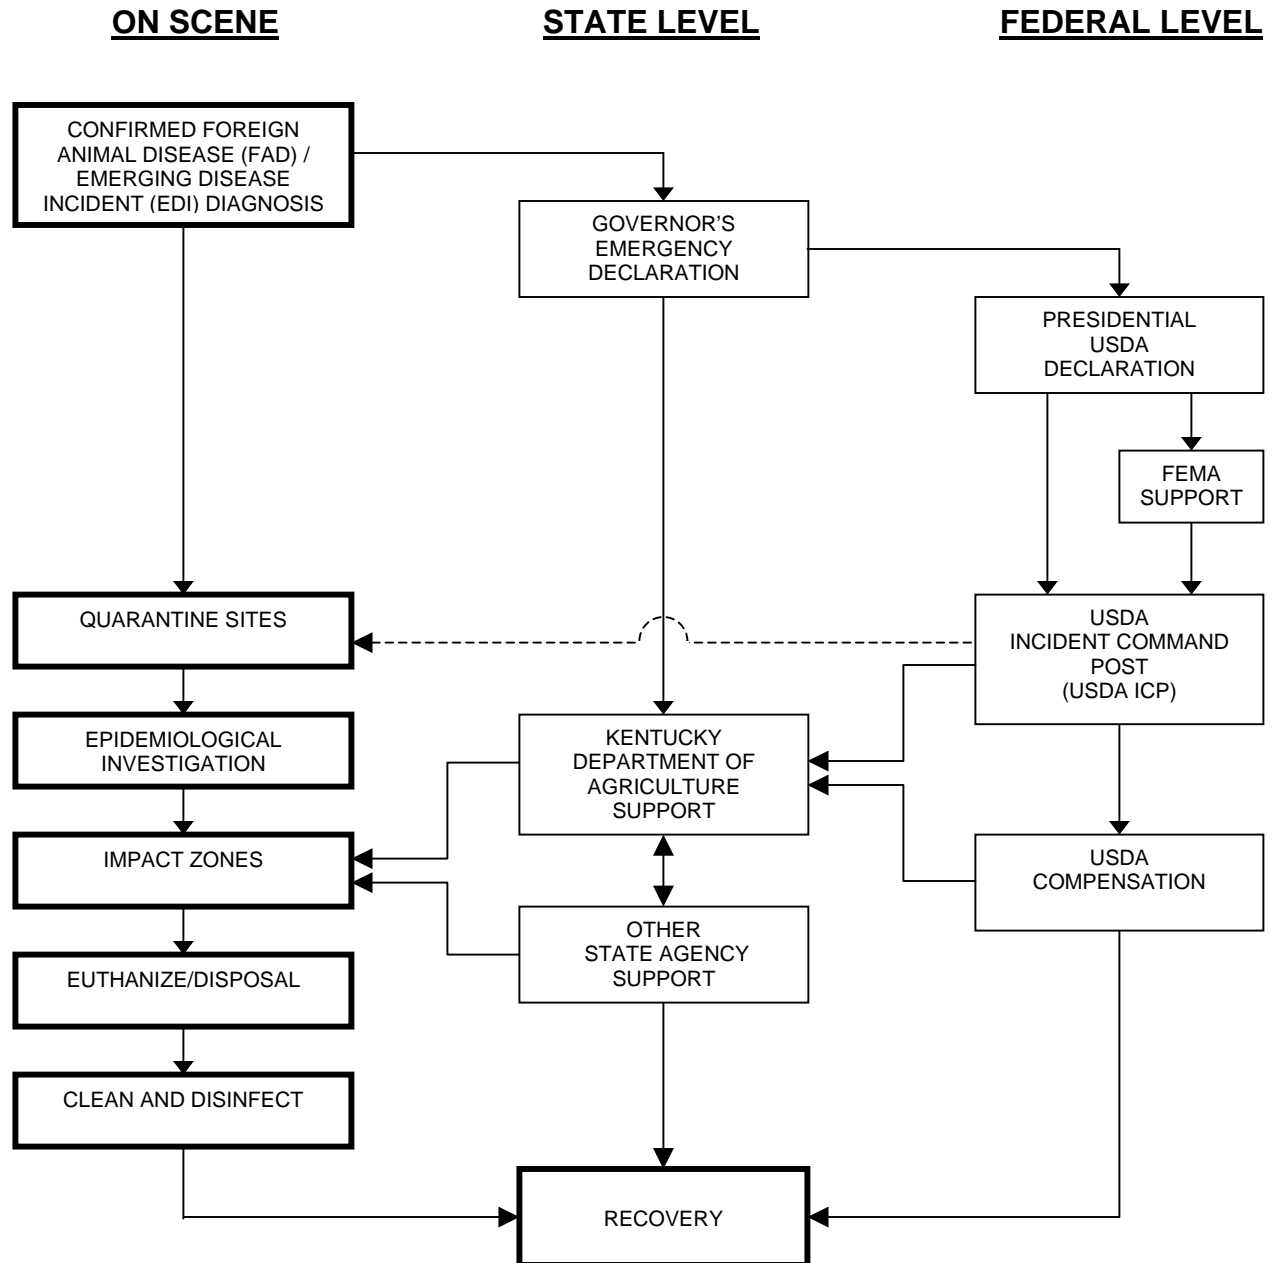 ON SCENE
STATE LEVEL
FEDERAL LEVEL
CONFIRMED FOREIGN
ANIMAL DISEASE (FAD) /
EMERGING DISEASE
INCIDENT (EDI) DIAGNOSIS
GOVERNOR'S
EMERGENCY
DECLARATION
PRESIDENTIAL
USDA
DECLARATION
FEMA
SUPPORT
QUARANTINE SITES
USDA
INCIDENT COMMAND
POST
(USDA ICP)
EPIDEMIOLOGICAL
INVESTIGATION
KENTUCKY
DEPARTMENT OF
AGRICULTURE
SUPPORT
IMPACT ZONES
USDA
COMPENSATION
OTHER
STATE AGENCY
SUPPORT
EUTHANIZE/DISPOSAL
CLEAN AND DISINFECT
RECOVERY